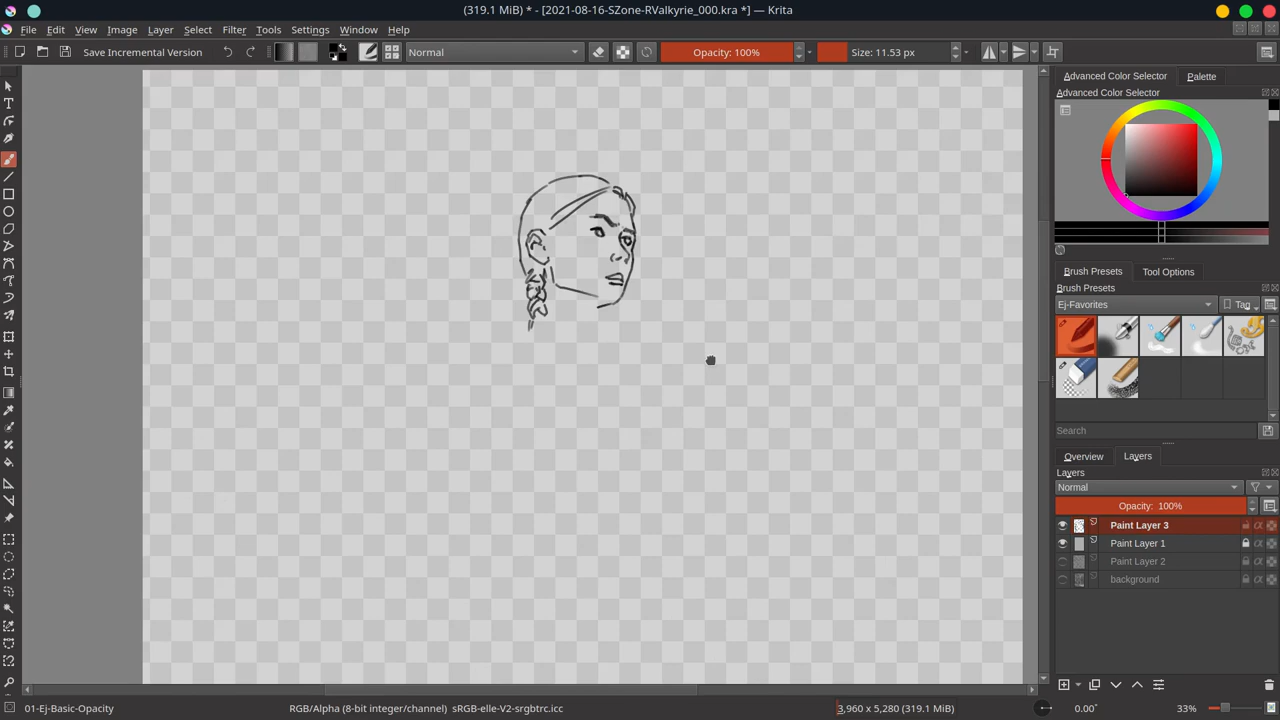 (319.1 MiB) * - [2021-08-16-SZone-RValkyrie_000.kra *] — Krita
File Edit View Image Layer Select Filter Tools Settings Window Help
Save Incremental Version Normal Opacity: 100% Size: 11.53 px
Advanced Color Selector Palette
Advanced Color Selector
Brush Presets Tool Options
Brush Presets
Ej-Favorites Tag
Search
Overview Layers
Layers
Normal
Opacity: 100%
Paint Layer 3
Paint Layer 1
Paint Layer 2
background
01-Ej-Basic-Opacity RGB/Alpha (8-bit integer/channel) sRGB-elle-V2-srgbtrc.icc 3,960 x 5,280 (319.1 MiB) 0.00° 33%